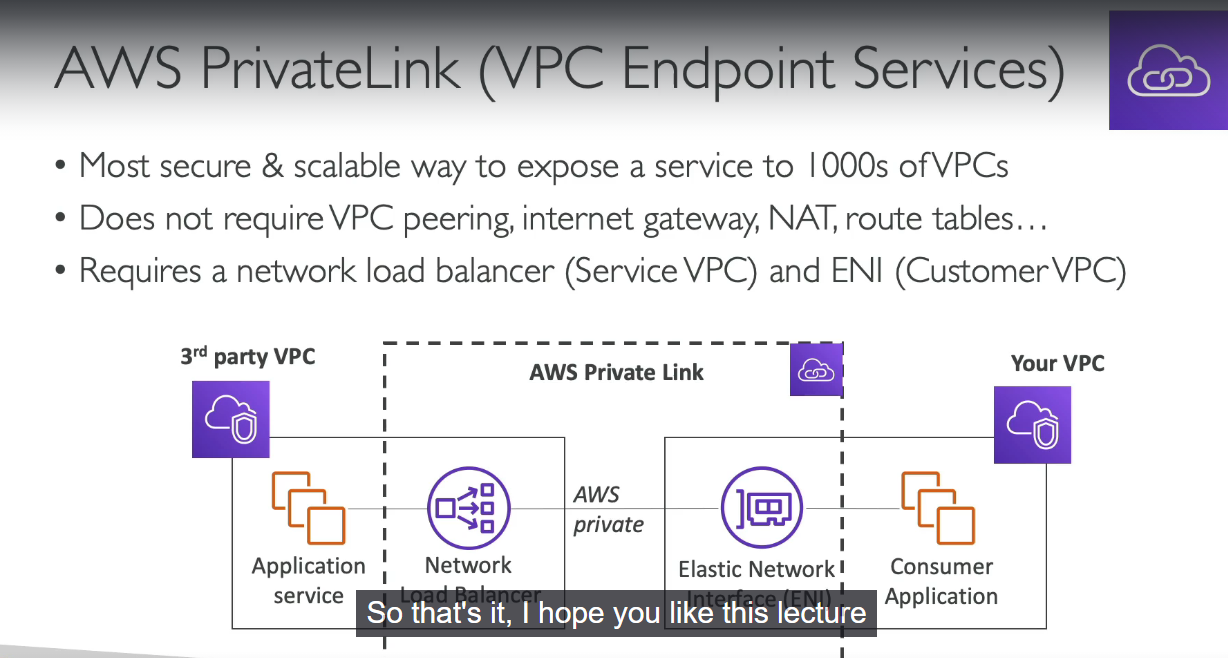 AWS PrivateLink (VPC Endpoint Services)
• Most secure & scalable way to expose a service to 1000s of VPCs
• Does not require VPC peering, internet gateway, NAT, route tables…
• Requires a network load balancer (Service VPC) and ENI (Customer VPC)
3rd party VPC
AWS Private Link
Your VPC
AWS
private
Application
service
Network
Load Balancer
Elastic Network
Interface (ENI)
Consumer
Application
So that's it, I hope you like this lecture